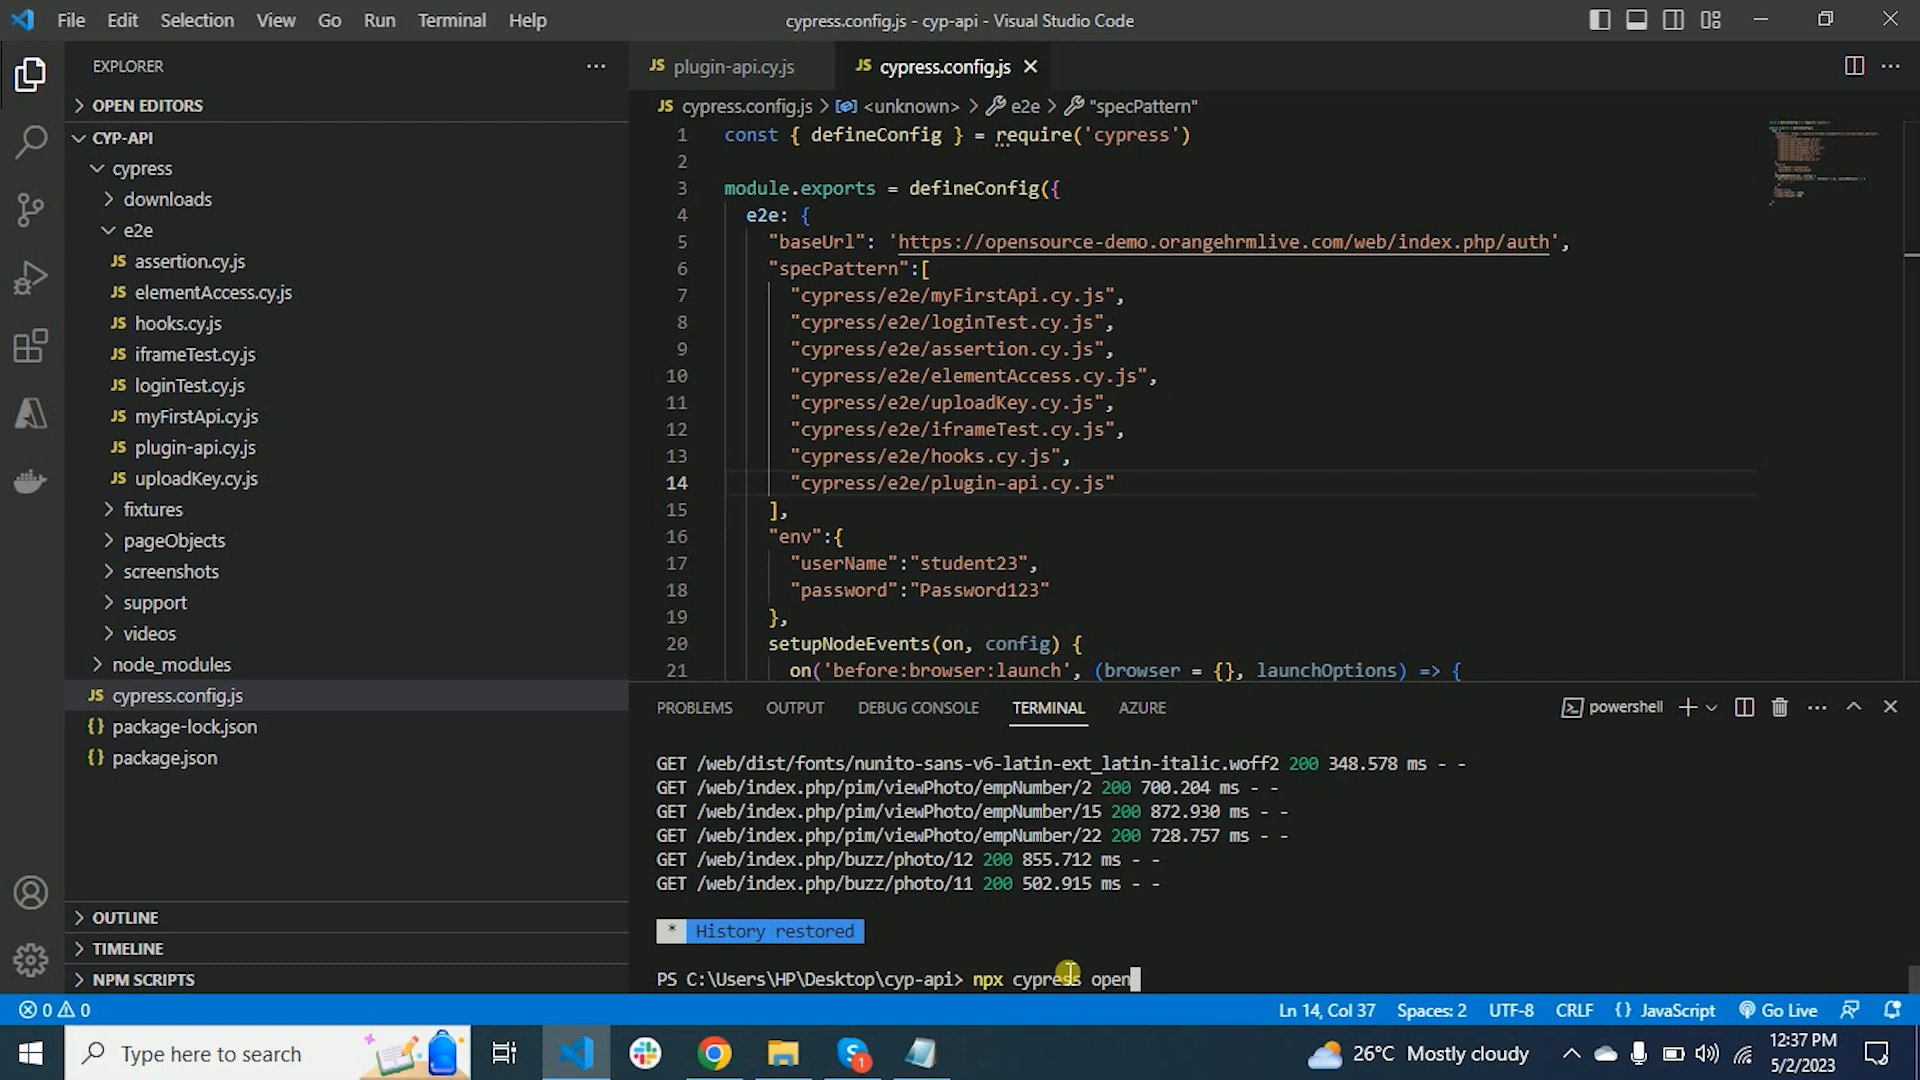 File Edit Selection View Go Run Terminal Help
cypress.config.js - cyp-api - Visual Studio Code
EXPLORER
OPEN EDITORS
CYP-API
cypress
downloads
e2e
JS assertion.cy.js
JS elementAccess.cy.js
JS hooks.cy.js
JS iframeTest.cy.js
JS loginTest.cy.js
JS myFirstApi.cy.js
JS plugin-api.cy.js
JS uploadKey.cy.js
fixtures
pageObjects
screenshots
support
videos
node_modules
JS cypress.config.js
{} package-lock.json
{} package.json
OUTLINE
TIMELINE
NPM SCRIPTS
JS plugin-api.cy.js
JS cypress.config.js
JS cypress.config.js > <unknown> > e2e > "specPattern"
1 const { defineConfig } = require('cypress')
2
3 module.exports = defineConfig({
4 e2e: {
5 "baseUrl": 'https://opensource-demo.orangehrmlive.com/web/index.php/auth',
6 "specPattern":[
7 "cypress/e2e/myFirstApi.cy.js",
8 "cypress/e2e/loginTest.cy.js",
9 "cypress/e2e/assertion.cy.js",
10 "cypress/e2e/elementAccess.cy.js",
11 "cypress/e2e/uploadKey.cy.js",
12 "cypress/e2e/iframeTest.cy.js",
13 "cypress/e2e/hooks.cy.js",
14 "cypress/e2e/plugin-api.cy.js"
15 ],
16 "env":{
17 "userName":"student23",
18 "password":"Password123"
19 },
20 setupNodeEvents(on, config) {
21 on('before:browser:launch', (browser = {}, launchOptions) => {
PROBLEMS OUTPUT DEBUG CONSOLE TERMINAL AZURE
powershell
GET /web/dist/fonts/nunito-sans-v6-latin-ext_latin-italic.woff2 200 348.578 ms - -
GET /web/index.php/pim/viewPhoto/empNumber/2 200 700.204 ms - -
GET /web/index.php/pim/viewPhoto/empNumber/15 200 872.930 ms - -
GET /web/index.php/pim/viewPhoto/empNumber/22 200 728.757 ms - -
GET /web/index.php/buzz/photo/12 200 855.712 ms - -
GET /web/index.php/buzz/photo/11 200 502.915 ms - -
* History restored
PS C:\Users\HP\Desktop\cyp-api> npx cypress open
0 0
Ln 14, Col 37 Spaces: 2 UTF-8 CRLF {} JavaScript Go Live
Type here to search
1
26°C Mostly cloudy
12:37 PM
5/2/2023